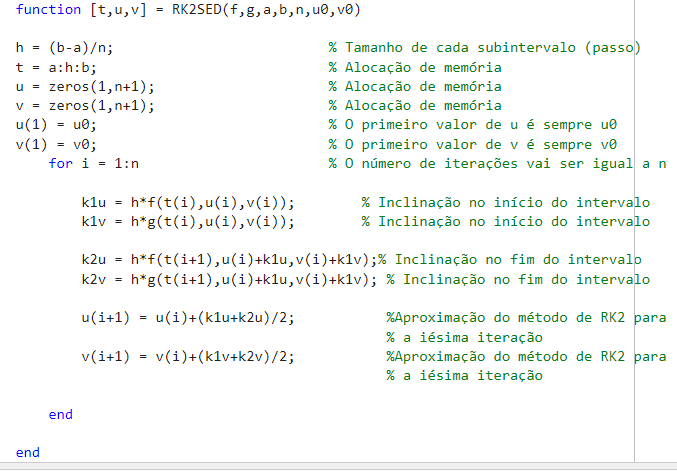 function [t,u,v] = RK2SED(f,g,a,b,n,u0,v0)
h = (b-a)/n; % Tamanho de cada subintervalo (passo)
t = a:h:b; % Alocação de memória
u = zeros(1,n+1); % Alocação de memória
v = zeros(1,n+1); % Alocação de memória
u(1) = u0; % O primeiro valor de u é sempre u0
v(1) = v0; % O primeiro valor de v é sempre v0
for i = 1:n % O número de iterações vai ser igual a n
k1u = h*f(t(i),u(i),v(i)); % Inclinação no início do intervalo
k1v = h*g(t(i),u(i),v(i)); % Inclinação no início do intervalo
k2u = h*f(t(i+1),u(i)+k1u,v(i)+k1v);% Inclinação no fim do intervalo
k2v = h*g(t(i+1),u(i)+k1u,v(i)+k1v); % Inclinação no fim do intervalo
u(i+1) = u(i)+(k1u+k2u)/2; %Aproximação do método de RK2 para
% a iésima iteração
v(i+1) = v(i)+(k1v+k2v)/2; %Aproximação do método de RK2 para
% a iésima iteração
end
end